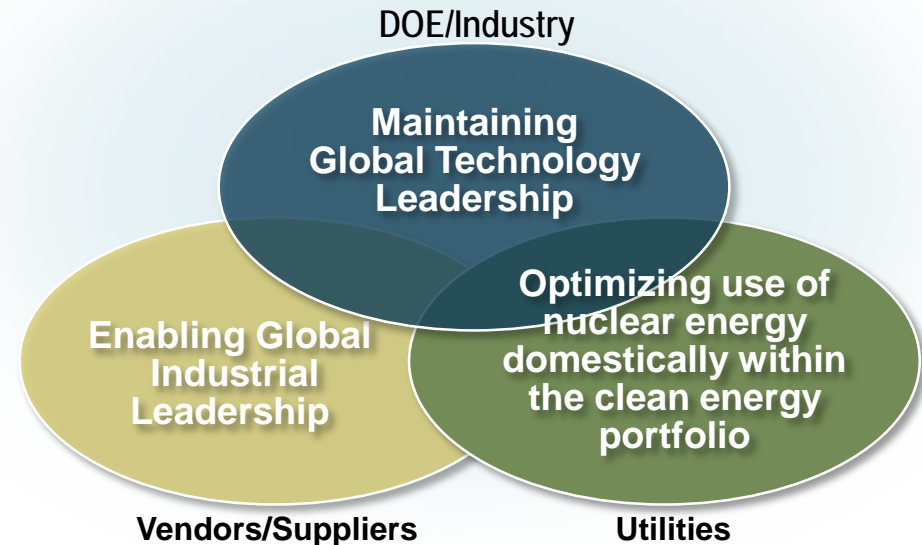 DOE/Industry
Maintaining
Global Technology
Leadership
Enabling Global
Industrial
Leadership
Optimizing use of
nuclear energy
domestically within
the clean energy
portfolio
Vendors/Suppliers
Utilities